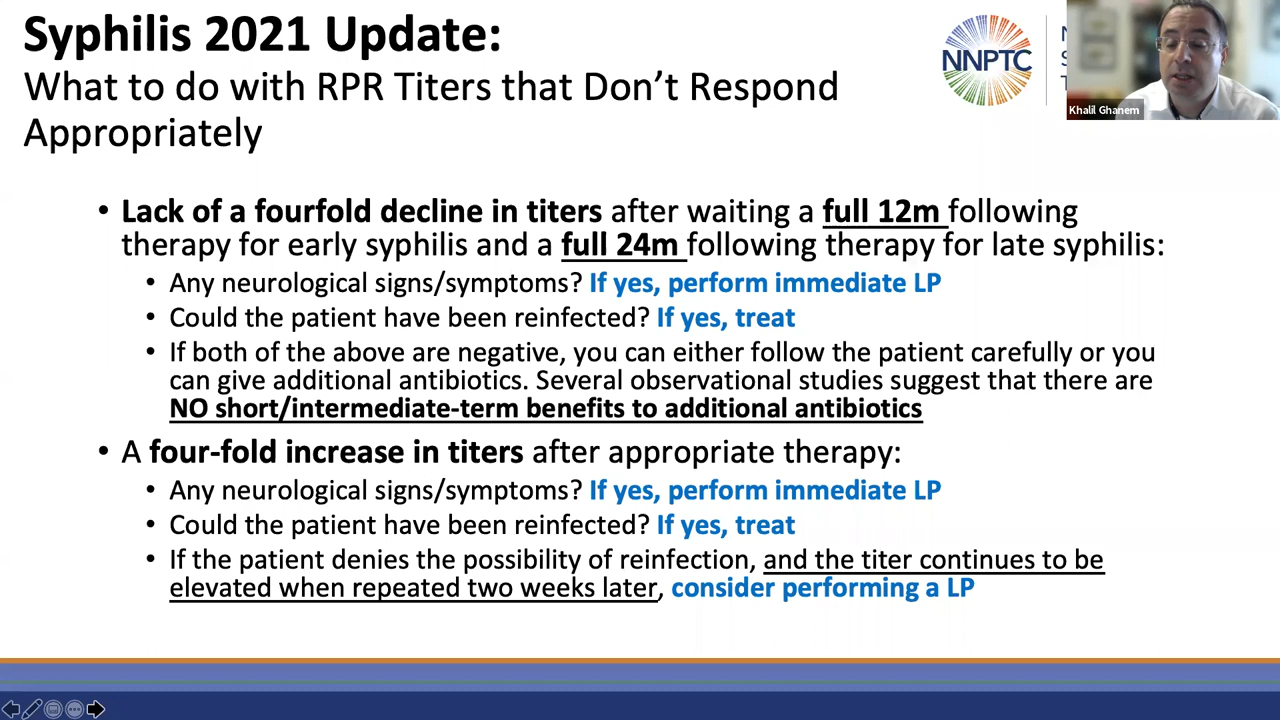 Syphilis 2021 Update:
What to do with RPR Titers that Don't Respond
Appropriately
NNPTC
N
S
T
Khalil Ghanem
• Lack of a fourfold decline in titers after waiting a full 12m following
therapy for early syphilis and a full 24m following therapy for late syphilis:
• Any neurological signs/symptoms? If yes, perform immediate LP
• Could the patient have been reinfected? If yes, treat
• If both of the above are negative, you can either follow the patient carefully or you
can give additional antibiotics. Several observational studies suggest that there are
NO short/intermediate-term benefits to additional antibiotics
• A four-fold increase in titers after appropriate therapy:
• Any neurological signs/symptoms? If yes, perform immediate LP
• Could the patient have been reinfected? If yes, treat
• If the patient denies the possibility of reinfection, and the titer continues to be
elevated when repeated two weeks later, consider performing a LP